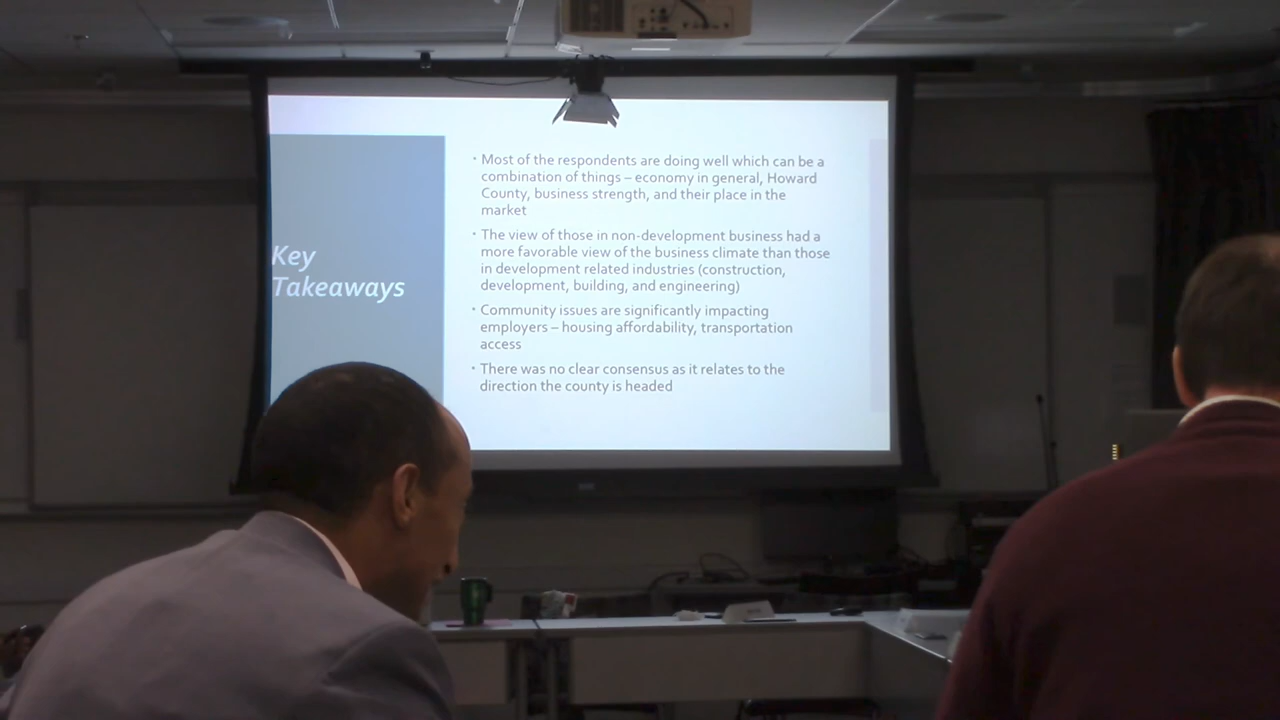 Key
Takeaways
• Most of the respondents are doing well which can be a
combination of things – economy in general, Howard
County, business strength, and their place in the
market
• The view of those in non-development business had a
more favorable view of the business climate than those
in development related industries (construction,
development, building, and engineering)
• Community issues are significantly impacting
employers – housing affordability, transportation
access
• There was no clear consensus as it relates to the
direction the county is headed